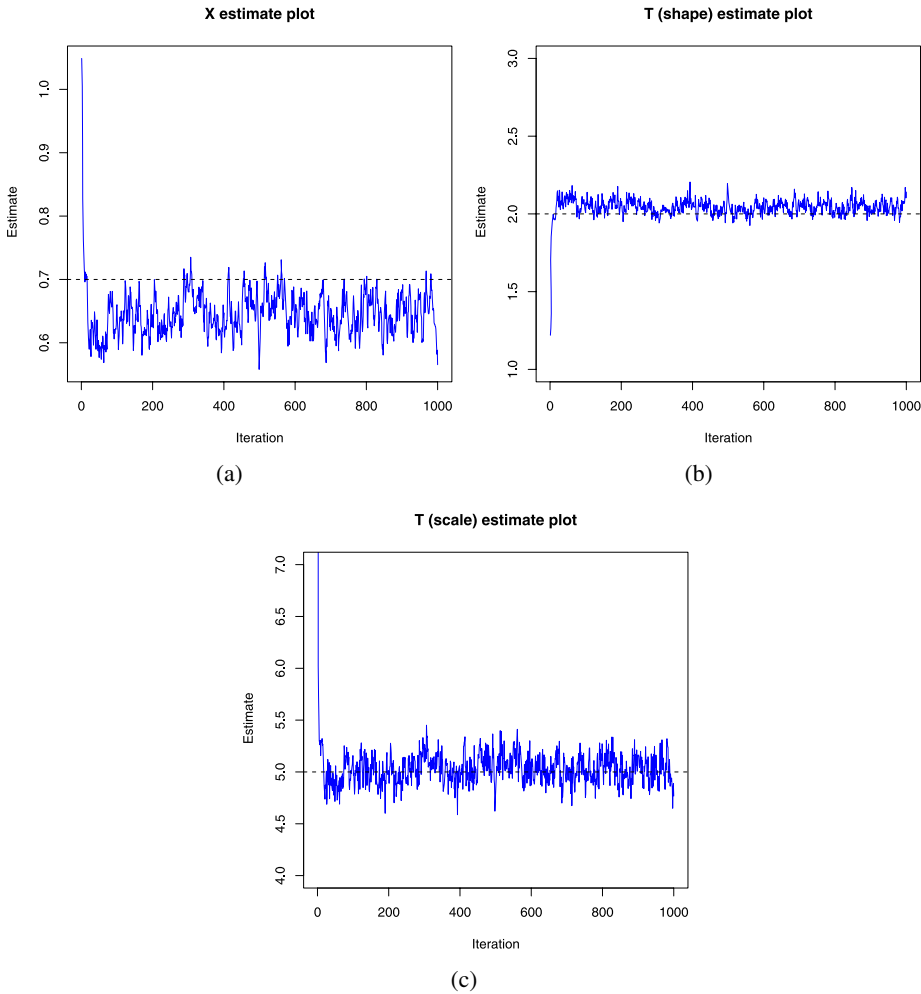 X estimate plot
Estimate
1.0
0.9
0.8
0.7
0.6
0 200 400 600 800 1000
Iteration
(a)
T (shape) estimate plot
Estimate
3.0
2.5
2.0
1.5
1.0
0 200 400 600 800 1000
Iteration
(b)
T (scale) estimate plot
Estimate
7.0
6.5
6.0
5.5
5.0
4.5
4.0
0 200 400 600 800 1000
Iteration
(c)